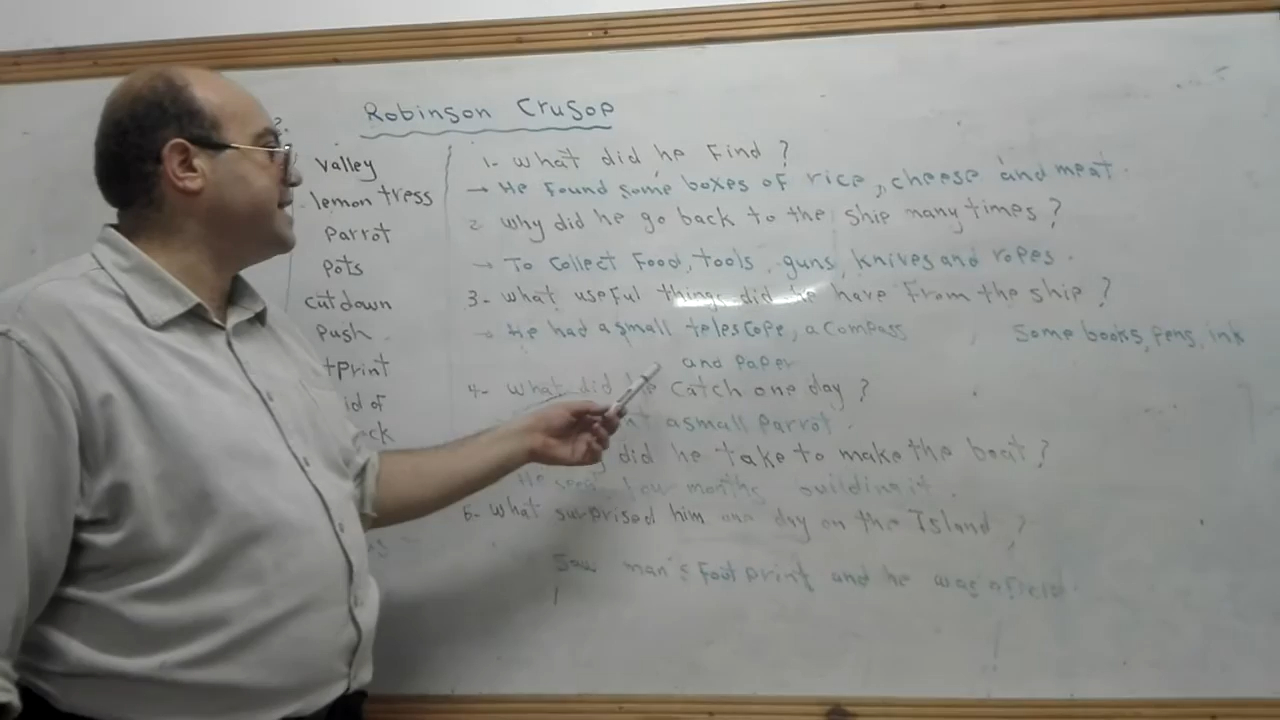 Robinson Crusoe
?
valley
lemon tress
parrot
pots
cut down
push
tprint
id of
ck
1- What did he Find ?
→ He found some boxes of rice, cheese and meat.
2- Why did he go back to the ship many times ?
→ To collect Food, tools, guns, knives and ropes.
3- What useful things did he have From the ship ?
→ He had a small telescope, a compass Some books, pens, ink
and paper
4- What did he catch one day ?
a small parrot.
did he take to make the boat ?
He months building it.
6- What surprised him one day on the Island ?
Saw man's foot print and he was